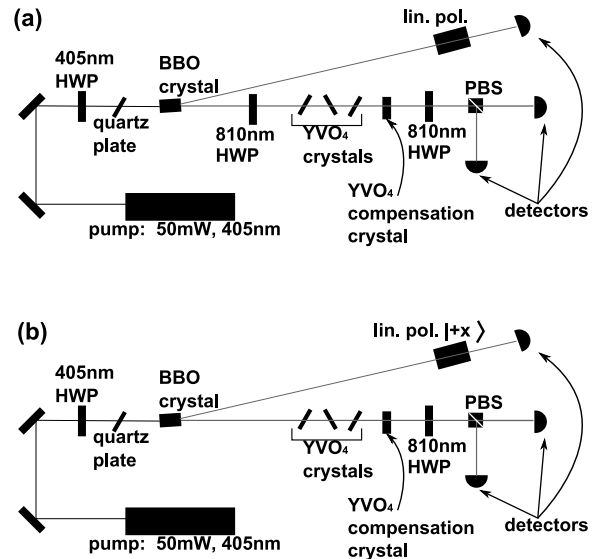 (a)
lin. pol.
405nm
HWP
BBO
crystal
PBS
quartz
plate
810nm
HWP
YVO₄
crystals
810nm
HWP
YVO₄
compensation
crystal
detectors
pump: 50mW, 405nm
(b)
lin. pol. |+x ⟩
405nm
HWP
BBO
crystal
PBS
quartz
plate
YVO₄
crystals
810nm
HWP
YVO₄
compensation
crystal
detectors
pump: 50mW, 405nm